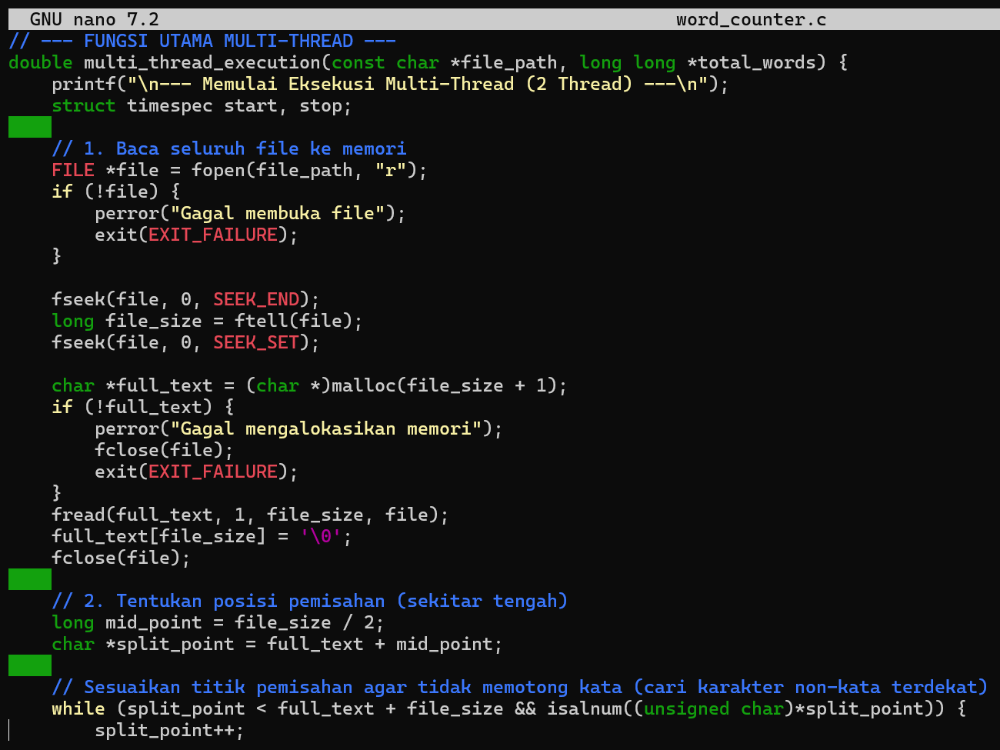 GNU nano 7.2 word_counter.c
// --- FUNGSI UTAMA MULTI-THREAD ---
double multi_thread_execution(const char *file_path, long long *total_words) {
    printf("\n--- Memulai Eksekusi Multi-Thread (2 Thread) ---\n");
    struct timespec start, stop;

    // 1. Baca seluruh file ke memori
    FILE *file = fopen(file_path, "r");
    if (!file) {
        perror("Gagal membuka file");
        exit(EXIT_FAILURE);
    }

    fseek(file, 0, SEEK_END);
    long file_size = ftell(file);
    fseek(file, 0, SEEK_SET);

    char *full_text = (char *)malloc(file_size + 1);
    if (!full_text) {
        perror("Gagal mengalokasikan memori");
        fclose(file);
        exit(EXIT_FAILURE);
    }
    fread(full_text, 1, file_size, file);
    full_text[file_size] = '\0';
    fclose(file);

    // 2. Tentukan posisi pemisahan (sekitar tengah)
    long mid_point = file_size / 2;
    char *split_point = full_text + mid_point;

    // Sesuaikan titik pemisahan agar tidak memotong kata (cari karakter non-kata terdekat)
    while (split_point < full_text + file_size && isalnum((unsigned char)*split_point)) {
        split_point++;